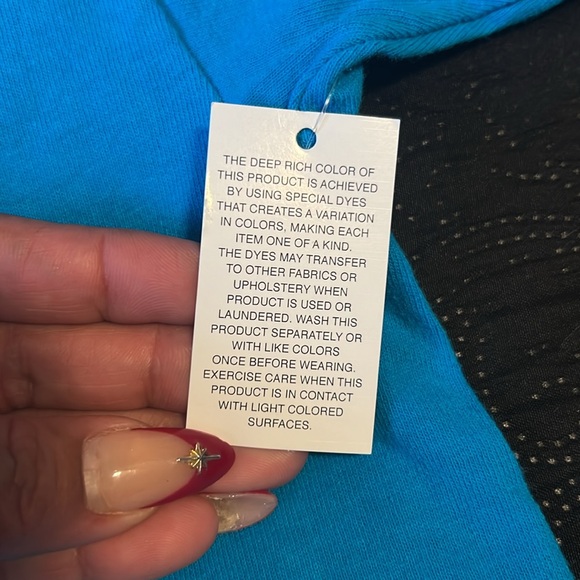 THE DEEP RICH COLOR OF
THIS PRODUCT IS ACHIEVED
BY USING SPECIAL DYES
THAT CREATES A VARIATION
IN COLORS, MAKING EACH
ITEM ONE OF A KIND.
THE DYES MAY TRANSFER
TO OTHER FABRICS OR
UPHOLSTERY WHEN
PRODUCT IS USED OR
LAUNDERED. WASH THIS
PRODUCT SEPARATELY OR
WITH LIKE COLORS
ONCE BEFORE WEARING.
EXERCISE CARE WHEN THIS
PRODUCT IS IN CONTACT
WITH LIGHT COLORED
SURFACES.